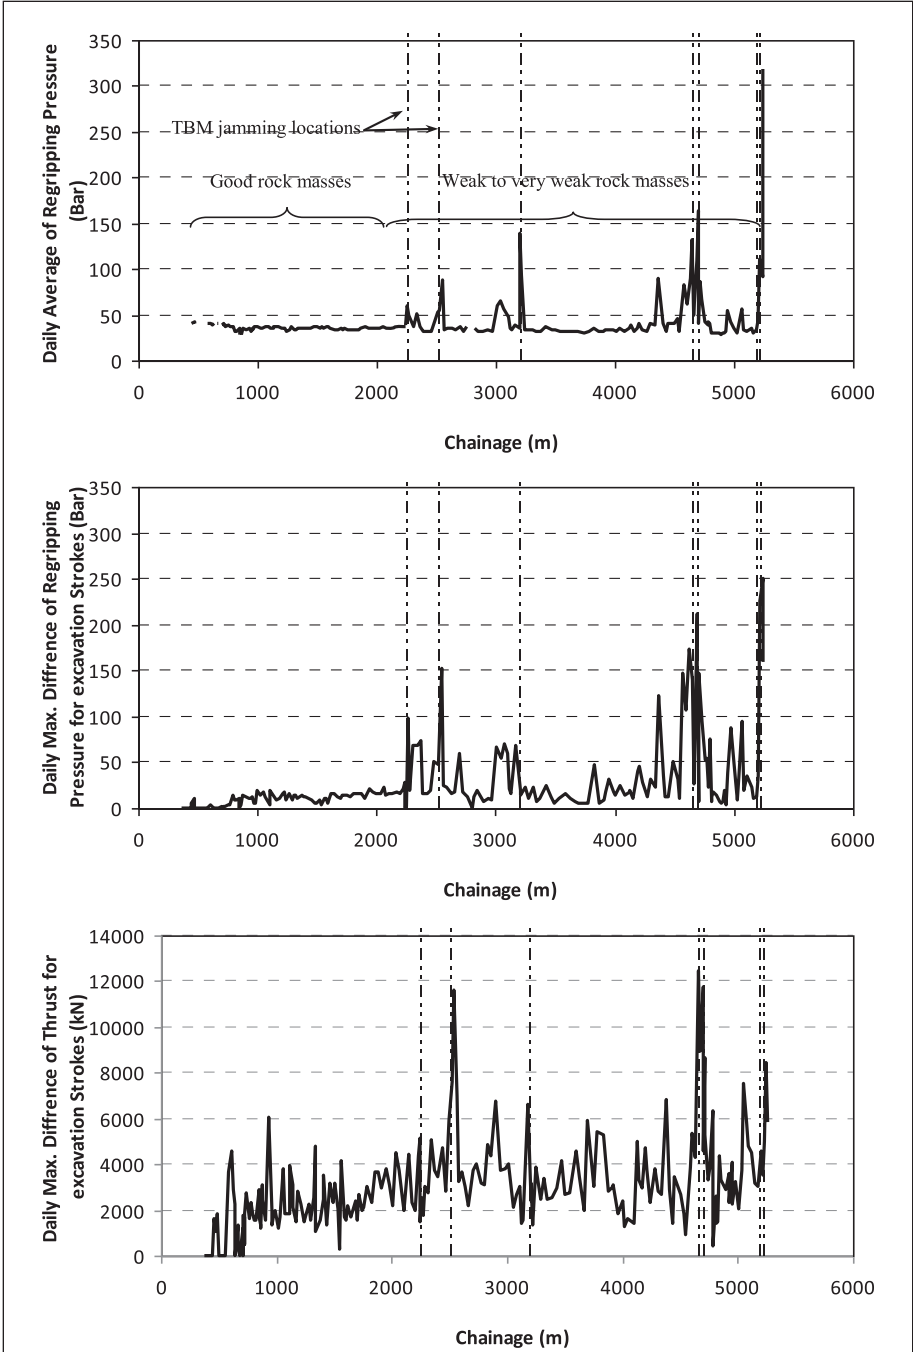 Daily Average of Regripping Pressure
(Bar)
350
300
250
200
150
100
50
0
TBM jamming locations
Good rock masses
Weak to very weak rock masses
0 1000 2000 3000 4000 5000 6000
Chainage (m)
Daily Max. Diffrence of Regripping
Pressure for excavation Strokes (Bar)
350
300
250
200
150
100
50
0
0 1000 2000 3000 4000 5000 6000
Chainage (m)
Daily Max. Diffrence of Thrust for
excavation Strokes (kN)
14000
12000
10000
8000
6000
4000
2000
0
0 1000 2000 3000 4000 5000 6000
Chainage (m)